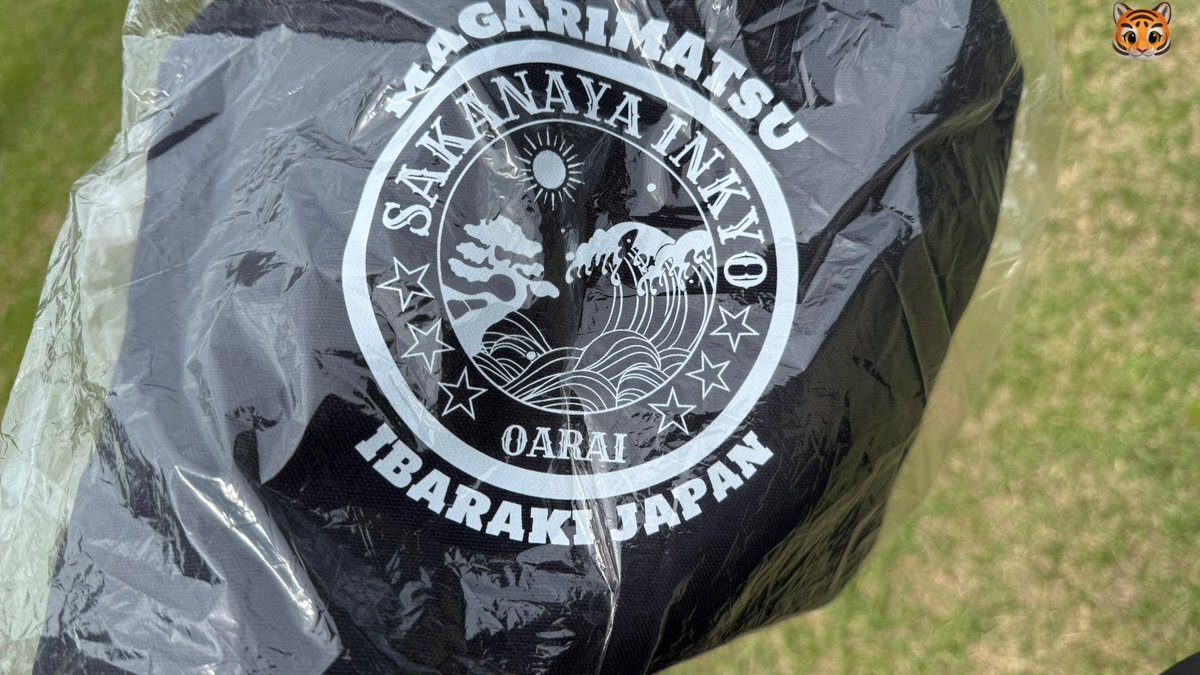 MAGARIMATSU
SAKANAYA INKYO
OARAI
IBARAKI JAPAN